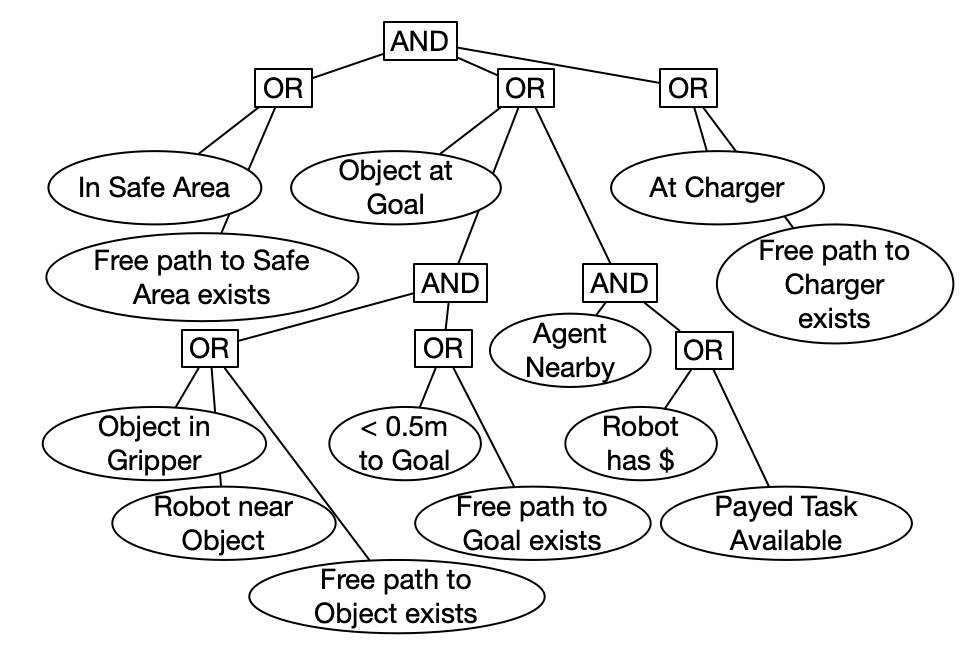 AND
OR
OR
OR
In Safe Area
Object at
Goal
At Charger
Free path to Safe
Area exists
Free path to
Charger
exists
AND
AND
OR
OR
Agent
Nearby
OR
Object in
Gripper
< 0.5m
to Goal
Robot
has $
Robot near
Object
Free path to
Goal exists
Payed Task
Available
Free path to
Object exists